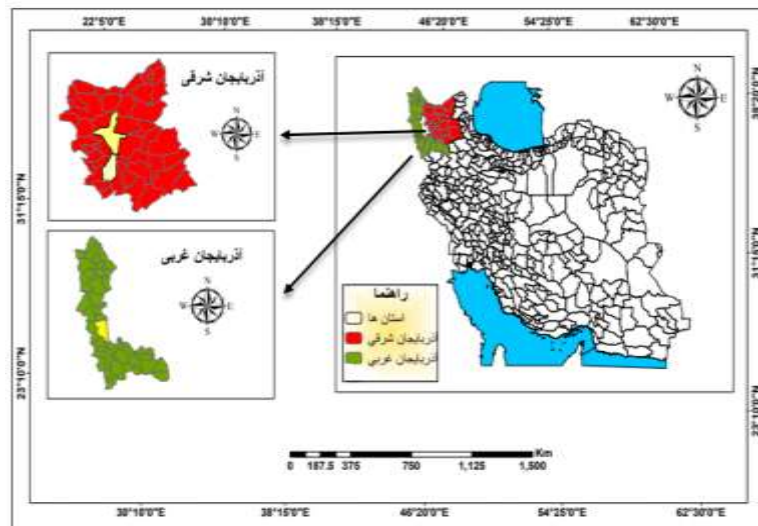 22°5'0"E 30°10'0"E 38°15'0"E 46°20'0"E 54°25'0"E 62°30'0"E
آذربایجان شرقی
N
W E
S
N
W E
S
31°15'0"N
آذربایجان غربی
N
W E
S
23°10'0"N
راهنما
استان ها
آذربایجان شرقی
آذربایجان غربی
Km
0 187.5 375 750 1,125 1,500
30°10'0"E 38°15'0"E 46°20'0"E 54°25'0"E 62°30'0"E